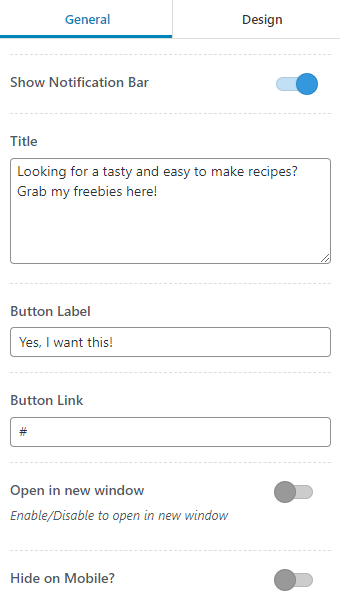 General
Design
Show Notification Bar
Title
Looking for a tasty and easy to make recipes?
Grab my freebies here!
Button Label
Yes, I want this!
Button Link
#
Open in new window
Enable/Disable to open in new window
Hide on Mobile?